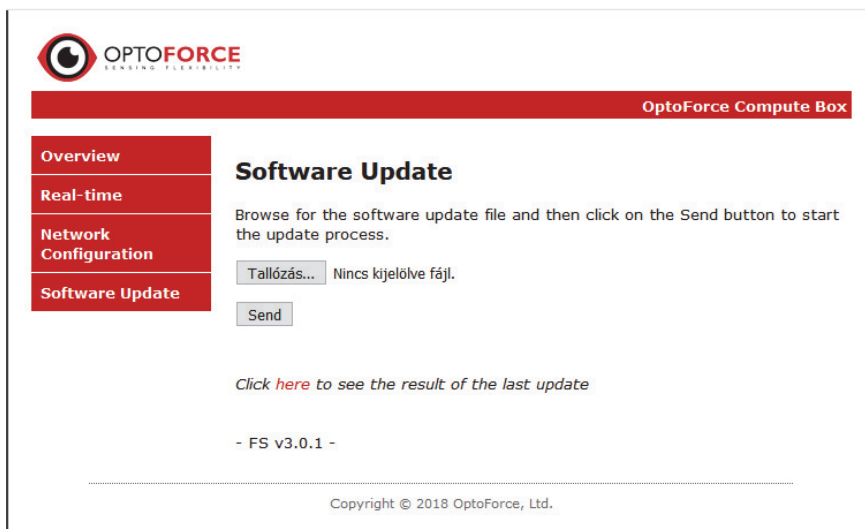 OPTOFORCE
SENSING FLEXIBILITY
OptoForce Compute Box
Overview
Real-time
Network
Configuration
Software Update
Software Update
Browse for the software update file and then click on the Send button to start
the update process.
Tallózás... Nincs kijelölve fájl.
Send
Click here to see the result of the last update
- FS v3.0.1 -
Copyright © 2018 OptoForce, Ltd.